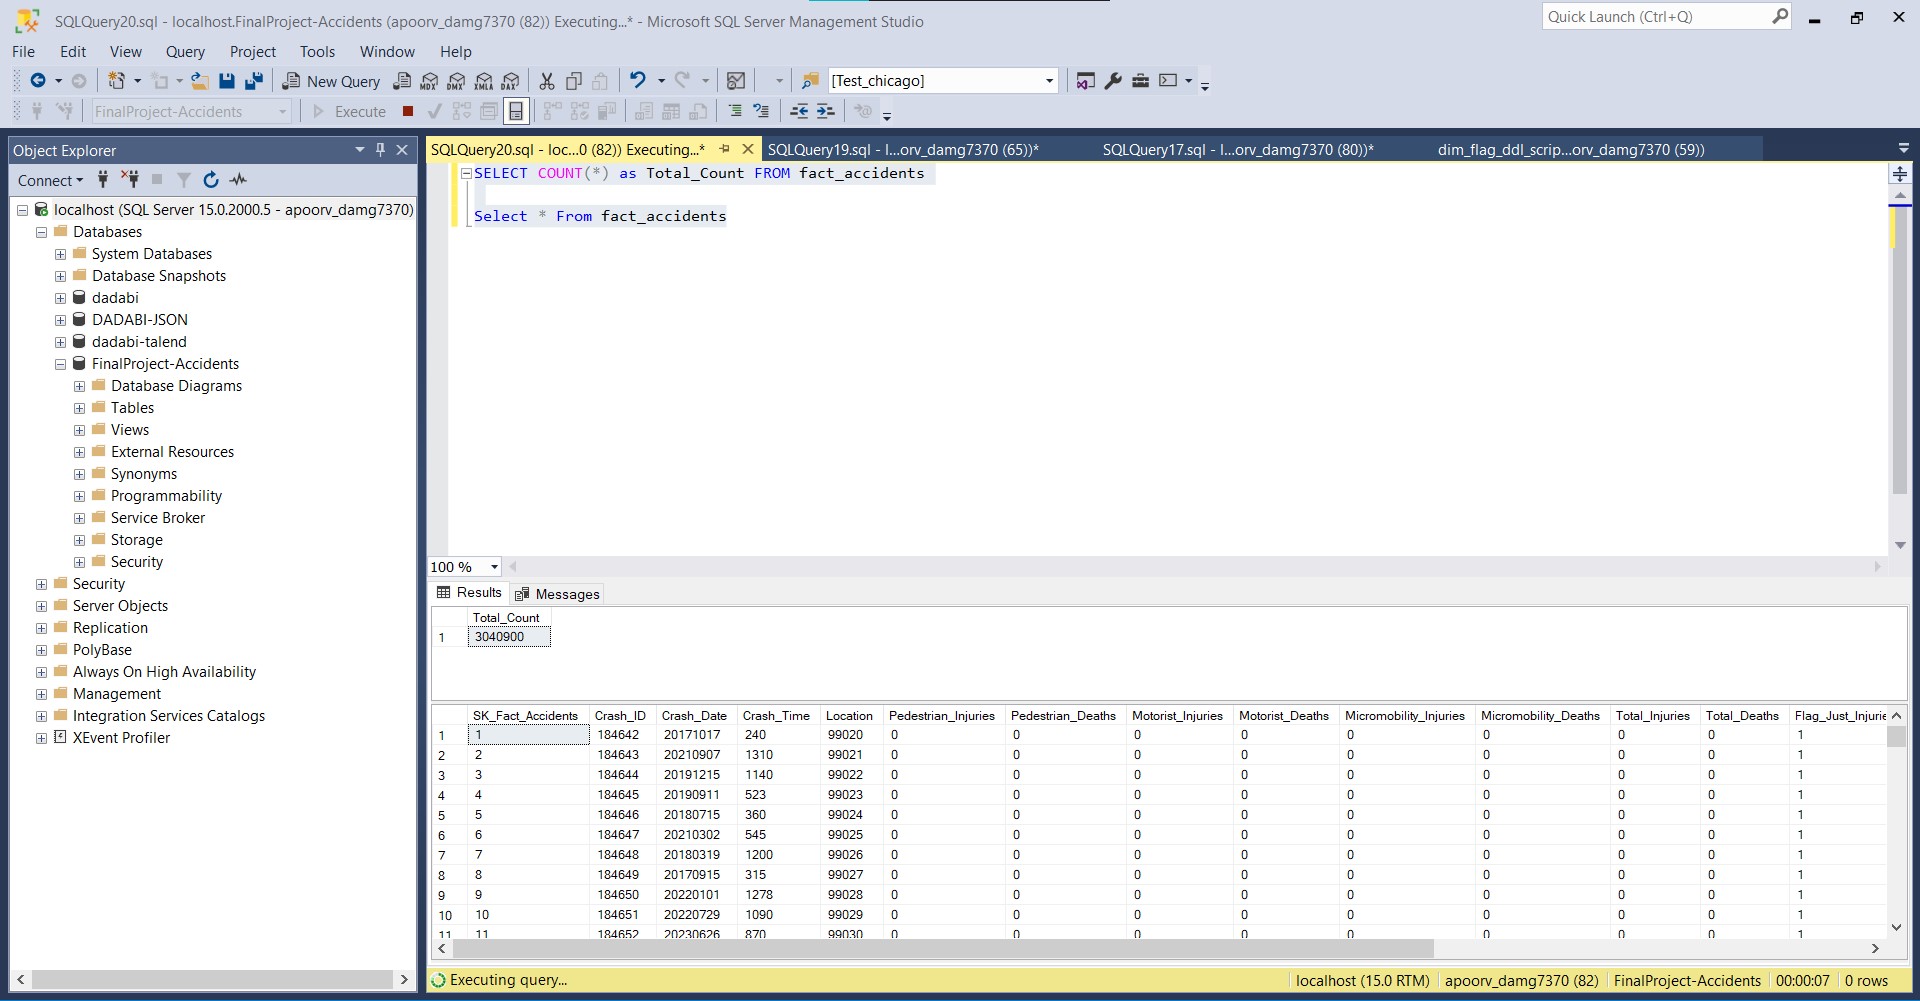 SQLQuery20.sql - localhost.FinalProject-Accidents (apoorv_damg7370 (82)) Executing...* - Microsoft SQL Server Management Studio
Quick Launch (Ctrl+Q)
File Edit View Query Project Tools Window Help
New Query MDX DMX XMLA DAX [Test_chicago]
FinalProject-Accidents Execute
Object Explorer
Connect
localhost (SQL Server 15.0.2000.5 - apoorv_damg7370)
Databases
System Databases
Database Snapshots
dadabi
DADABI-JSON
dadabi-talend
FinalProject-Accidents
Database Diagrams
Tables
Views
External Resources
Synonyms
Programmability
Service Broker
Storage
Security
Security
Server Objects
Replication
PolyBase
Always On High Availability
Management
Integration Services Catalogs
XEvent Profiler
SQLQuery20.sql - loc...0 (82)) Executing...* SQLQuery19.sql - l...orv_damg7370 (65))* SQLQuery17.sql - l...orv_damg7370 (80))* dim_flag_ddl_scrip...orv_damg7370 (59))
SELECT COUNT(*) as Total_Count FROM fact_accidents
Select * From fact_accidents
100 %
Results Messages
Total_Count
1 3040900
SK_Fact_Accidents Crash_ID Crash_Date Crash_Time Location Pedestrian_Injuries Pedestrian_Deaths Motorist_Injuries Motorist_Deaths Micromobility_Injuries Micromobility_Deaths Total_Injuries Total_Deaths Flag_Just_Injurie
1 1 184642 20171017 240 99020 0 0 0 0 0 0 0 0 1
2 2 184643 20210907 1310 99021 0 0 0 0 0 0 0 0 1
3 3 184644 20191215 1140 99022 0 0 0 0 0 0 0 0 1
4 4 184645 20190911 523 99023 0 0 0 0 0 0 0 0 1
5 5 184646 20180715 360 99024 0 0 0 0 0 0 0 0 1
6 6 184647 20210302 545 99025 0 0 0 0 0 0 0 0 1
7 7 184648 20180319 1200 99026 0 0 0 0 0 0 0 0 1
8 8 184649 20170915 315 99027 0 0 0 0 0 0 0 0 1
9 9 184650 20220101 1278 99028 0 0 0 0 0 0 0 0 1
10 10 184651 20220729 1090 99029 0 0 0 0 0 0 0 0 1
11 11 184652 20230626 870 99030 0 0 0 0 0 0 0 0 1
Executing query... localhost (15.0 RTM) apoorv_damg7370 (82) FinalProject-Accidents 00:00:07 0 rows